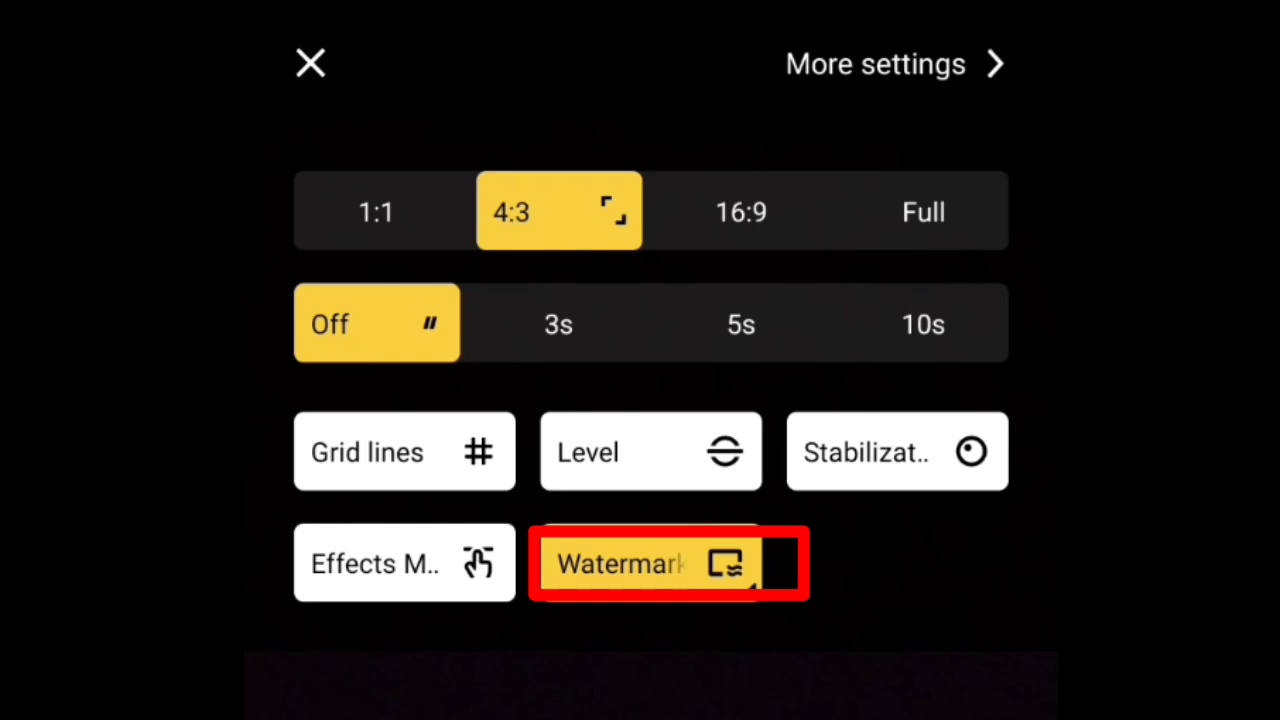 More settings
1:1 4:3 16:9 Full
Off 3s 5s 10s
Grid lines Level Stabilizat..
Effects M.. Watermark